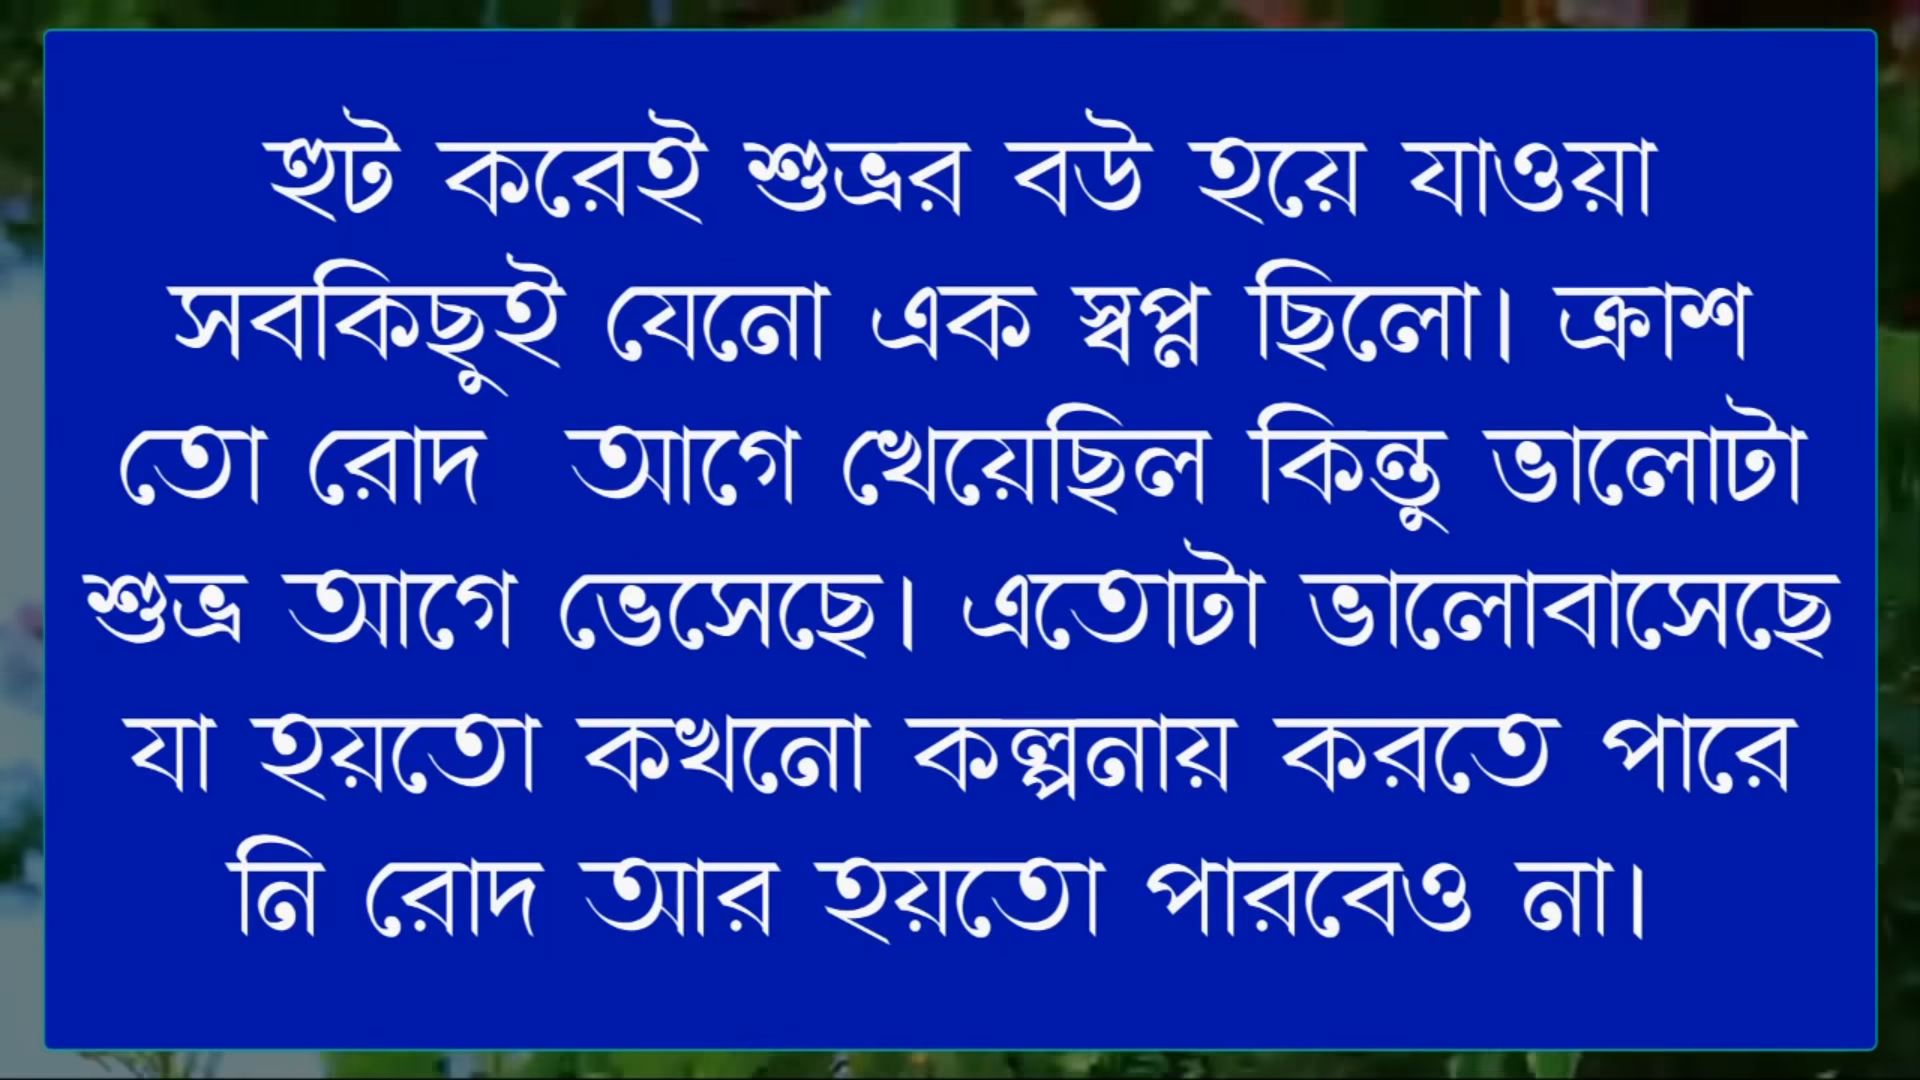 হুট করেই শুভ্রর বউ হয়ে যাওয়া
সবকিছুই যেনো এক স্বপ্ন ছিলো। ক্রাশ
তো রোদ আগে খেয়েছিল কিন্তু ভালোটা
শুভ্র আগে ভেসেছে। এতোটা ভালোবাসেছে
যা হয়তো কখনো কল্পনায় করতে পারে
নি রোদ আর হয়তো পারবেও না।